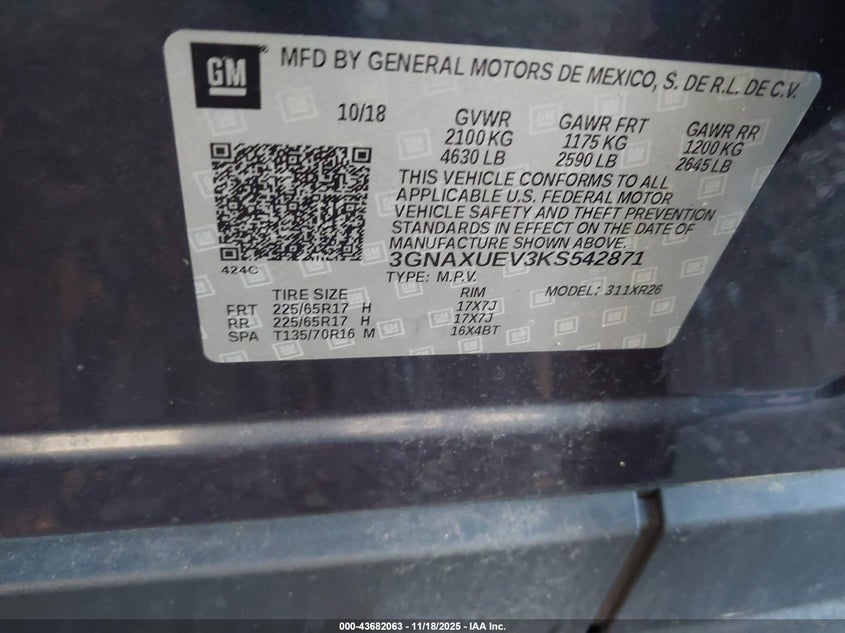 GM
MFD BY GENERAL MOTORS DE MEXICO, S. DE R.L. DE C.V.
10/18 GVWR GAWR FRT GAWR RR
2100 KG 1175 KG 1200 KG
4630 LB 2590 LB 2645 LB
THIS VEHICLE CONFORMS TO ALL
APPLICABLE U.S. FEDERAL MOTOR
VEHICLE SAFETY AND THEFT PREVENTION
STANDARDS IN EFFECT ON THE DATE OF
MANUFACTURE SHOWN ABOVE.
424C 3GNAXUEV3KS542871
TYPE: M.P.V. MODEL: 311XR26
TIRE SIZE RIM
FRT 225/65R17 H 17X7J
RR 225/65R17 H 17X7J
SPA T135/70R16 M 16X4BT
000-43682063 | 11/18/2025 - IAA Inc.